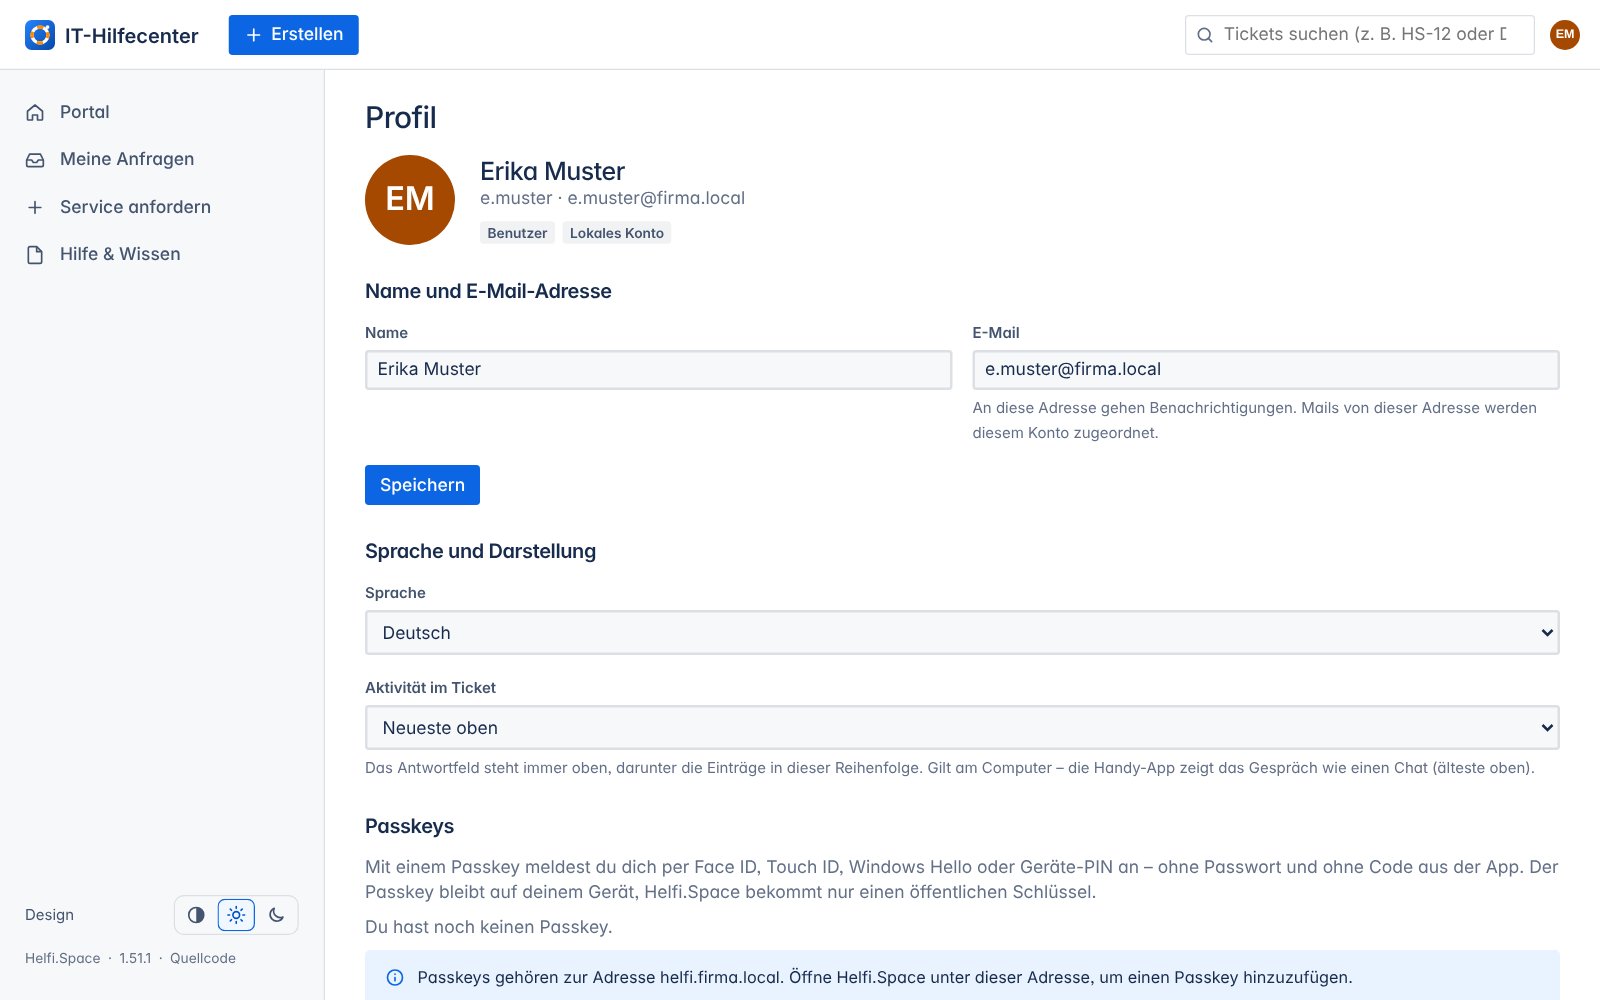 IT-Hilfecenter
Erstellen
Tickets suchen (z. B. HS-12 oder
EM
Portal
Meine Anfragen
Service anfordern
Hilfe & Wissen
Profil
EM
Erika Muster
e.muster · e.muster@firma.local
Benutzer Lokales Konto
Name und E-Mail-Adresse
Name
Erika Muster
E-Mail
e.muster@firma.local
An diese Adresse gehen Benachrichtigungen. Mails von dieser Adresse werden
diesem Konto zugeordnet.
Speichern
Sprache und Darstellung
Sprache
Deutsch
Aktivität im Ticket
Neueste oben
Das Antwortfeld steht immer oben, darunter die Einträge in dieser Reihenfolge. Gilt am Computer – die Handy-App zeigt das Gespräch wie einen Chat (älteste oben).
Passkeys
Mit einem Passkey meldest du dich per Face ID, Touch ID, Windows Hello oder Geräte-PIN an – ohne Passwort und ohne Code aus der App. Der
Passkey bleibt auf deinem Gerät, Helfi.Space bekommt nur einen öffentlichen Schlüssel.
Du hast noch keinen Passkey.
Passkeys gehören zur Adresse helfi.firma.local. Öffne Helfi.Space unter dieser Adresse, um einen Passkey hinzuzufügen.
Design
Helfi.Space · 1.51.1 · Quellcode